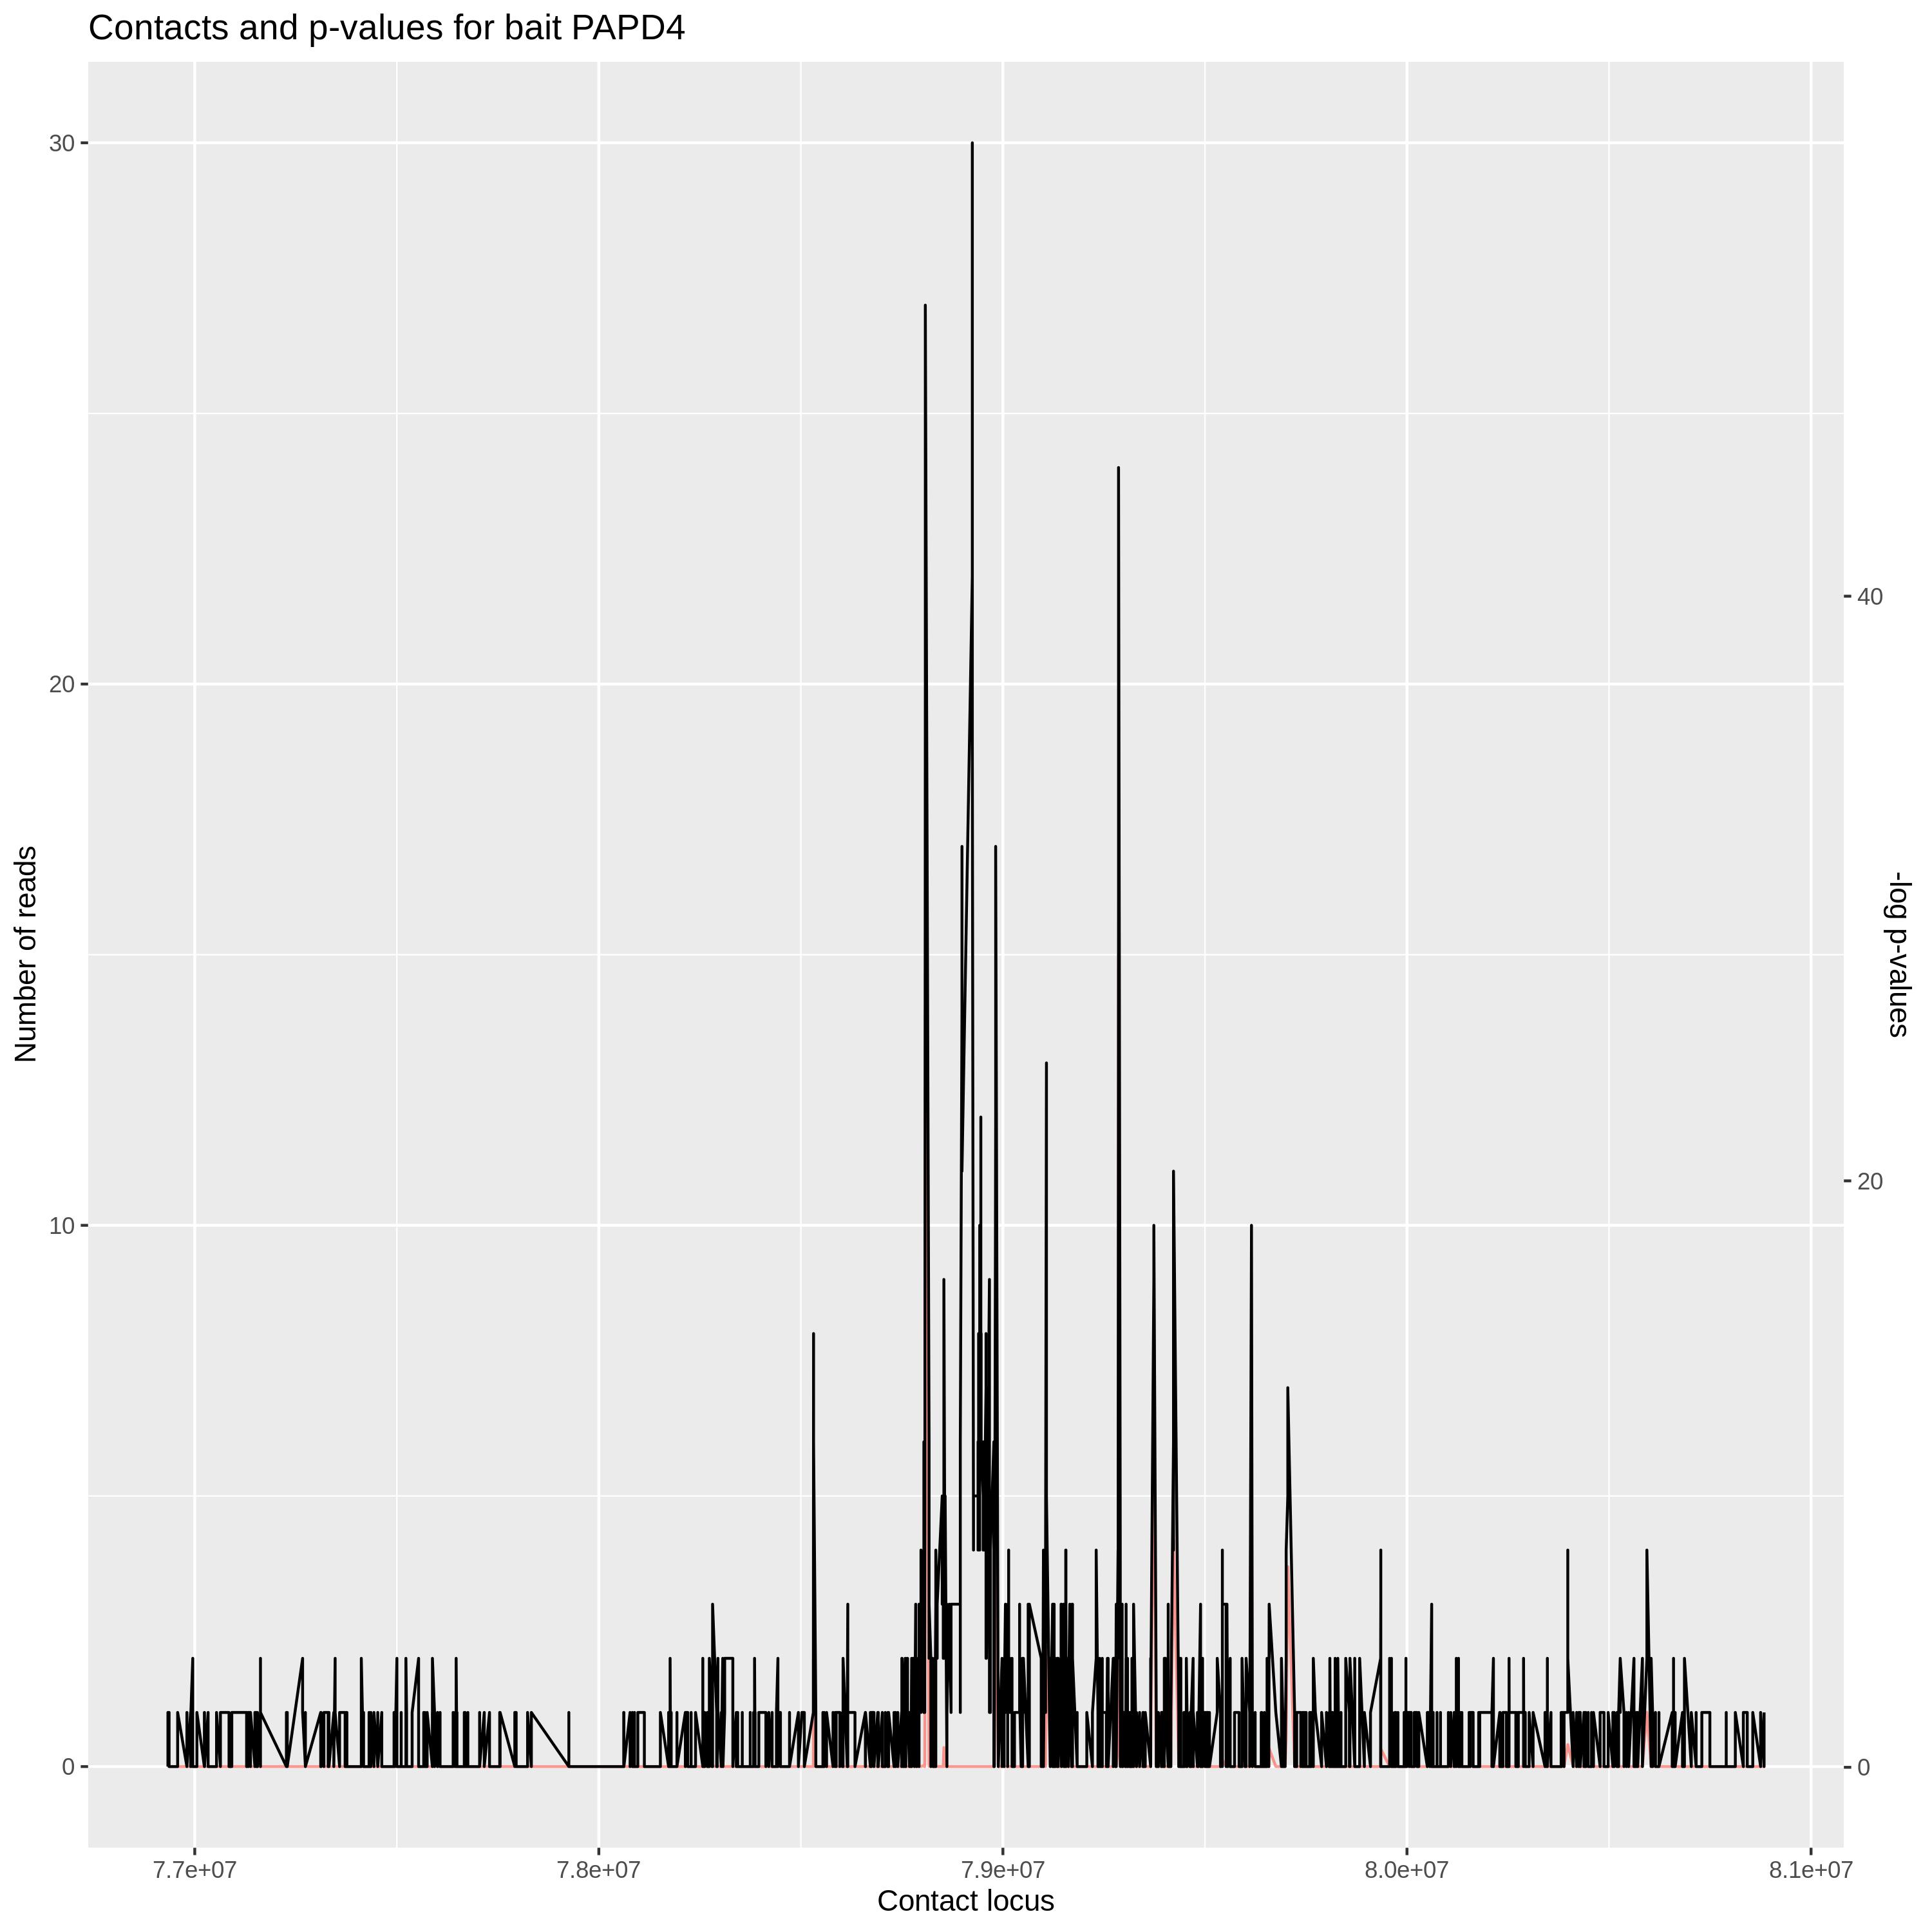 Contacts and p-values for bait PAPD4
30
20
10
0
Number of reads
40
20
0
-log p-values
7.7e+07
7.8e+07
7.9e+07
8.0e+07
8.1e+07
Contact locus